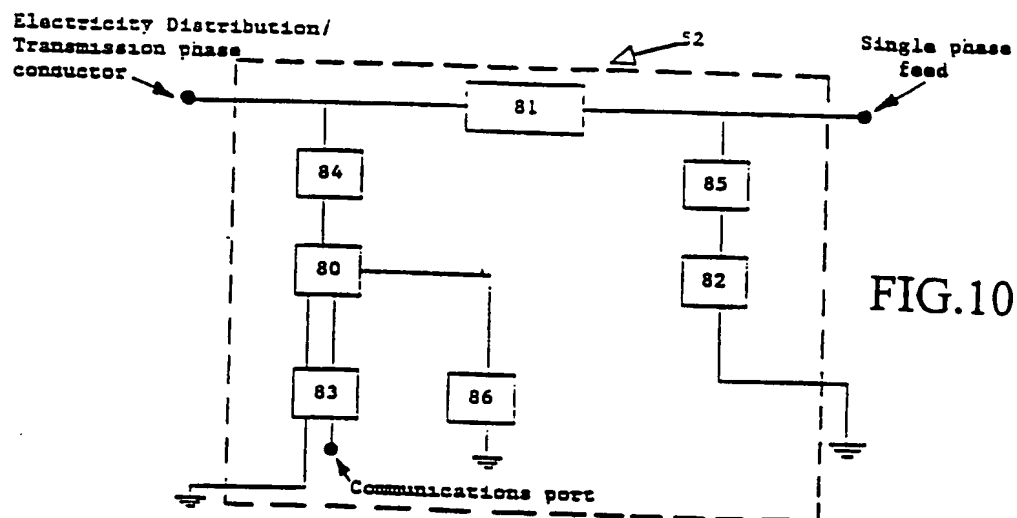 Electricity Distribution/
Transmission phase
conductor
52
Single phase
feed
81
84
85
80
82
FIG.10
83
86
Communications port